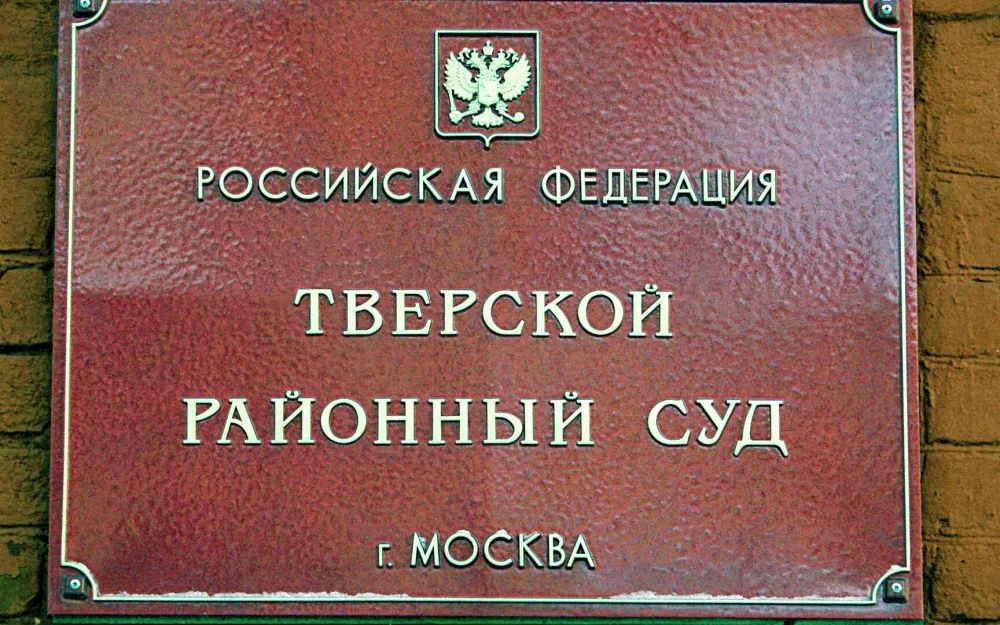 РОССИЙСКАЯ ФЕДЕРАЦИЯ
ТВЕРСКОЙ
РАЙОННЫЙ СУД
г. МОСКВА